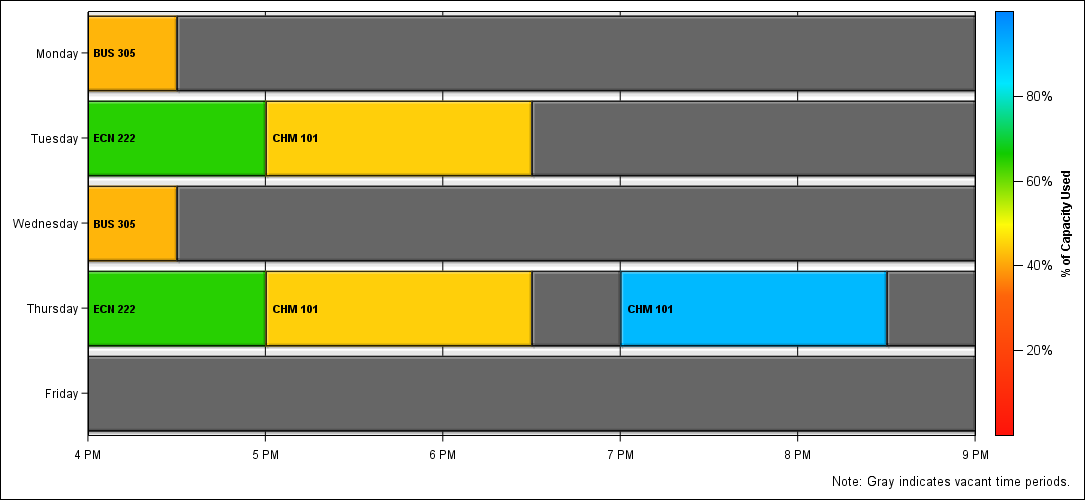 Monday
BUS 305
Tuesday
ECN 222
CHM 101
Wednesday
BUS 305
Thursday
ECN 222
CHM 101
CHM 101
Friday
4 PM
5 PM
6 PM
7 PM
8 PM
9 PM
80%
60%
40%
20%
% of Capacity Used
Note: Gray indicates vacant time periods.